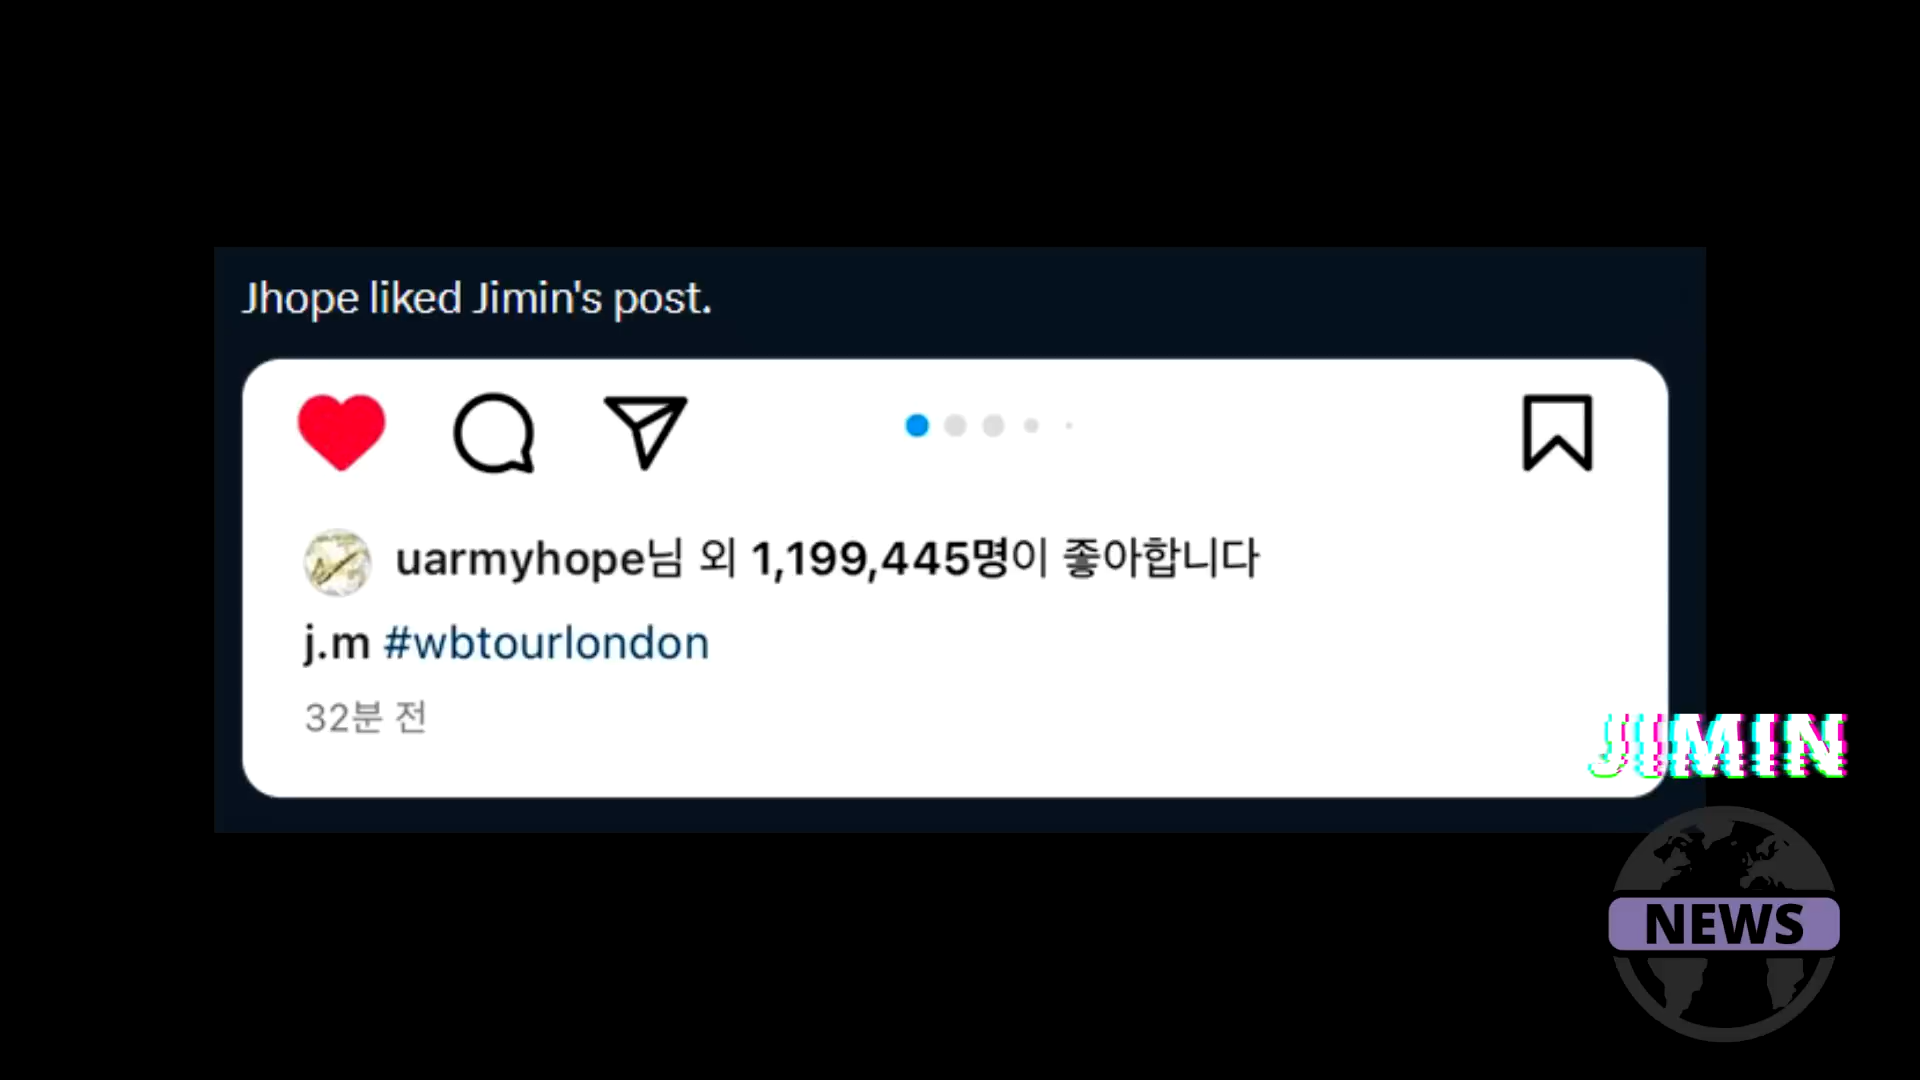 Jhope liked Jimin's post.
uarmyhope님 외 1,199,445명이 좋아합니다
j.m #wbtourlondon
32분 전
JIMIN
NEWS